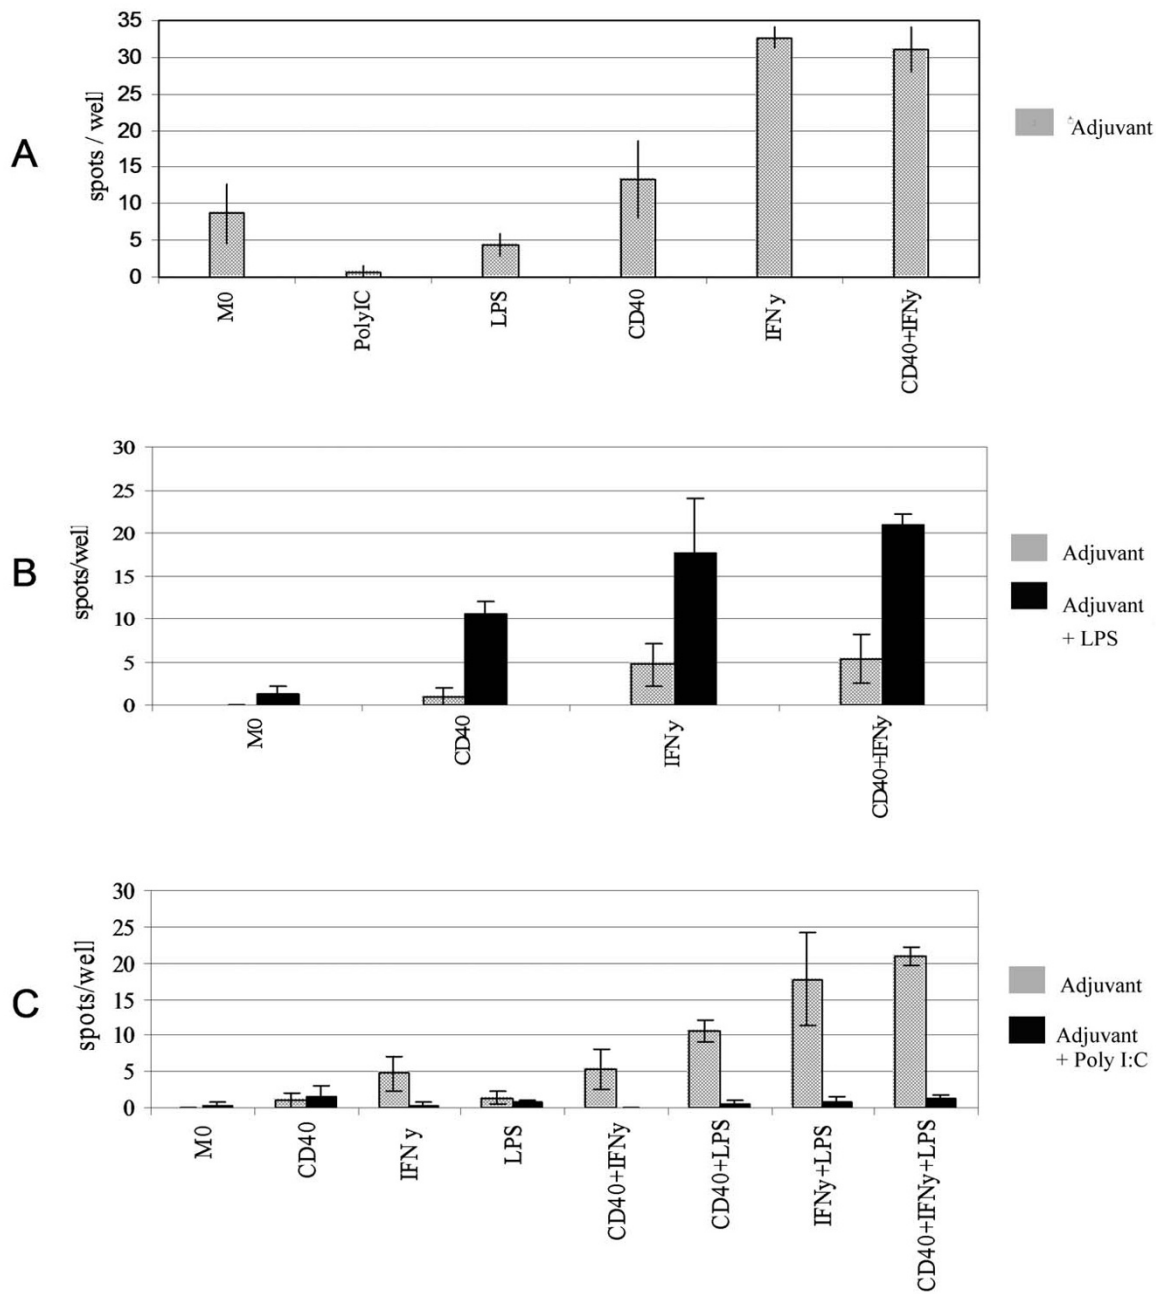 A
spots / well
35
30
25
20
15
10
5
0
M0
PolyIC
LPS
CD40
IFNy
CD40+IFNy
Adjuvant
B
spots/well
30
25
20
15
10
5
0
M0
CD40
IFNy
CD40+IFNy
Adjuvant
Adjuvant
+ LPS
C
spots/well
30
25
20
15
10
5
0
M0
CD40
IFNy
LPS
CD40+IFNy
CD40+LPS
IFNy+LPS
CD40+IFNy+LPS
Adjuvant
Adjuvant
+ Poly I:C